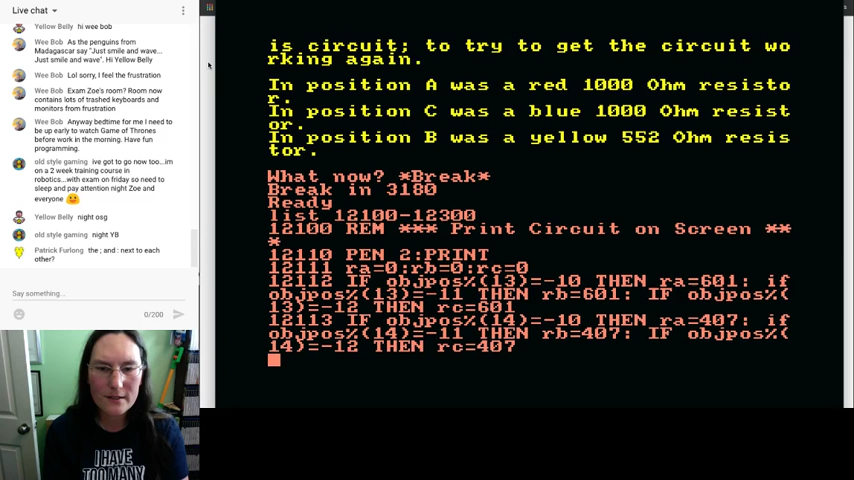 Live chat
Yellow Belly hi wee bob
Wee Bob As the penguins from
Madagascar say "Just smile and wave...
Just smile and wave". Hi Yellow Belly
Wee Bob Lol sorry, I feel the frustration
Wee Bob Exam Zoe's room? Room now
contains lots of trashed keyboards and
monitors from frustration
Wee Bob Anyway bedtime for me I need to
be up early to watch Game of Thrones
before work in the morning. Have fun
programming.
old style gaming ive got to go now too...im
on a 2 week training course in
robotics...with exam on friday so need to
sleep and pay attention night Zoe and
everyone
Yellow Belly night osg
old style gaming night YB
Patrick Furlong the ; and : next to each
other?
Say something...
0/200
I HAVE
TOO MANY
is circuit; to try to get the circuit wo
rking again.
In position A was a red 1000 Ohm resisto
r.
In position C was a blue 1000 Ohm resist
or.
In position B was a yellow 552 Ohm resis
tor.
What now? *Break*
Break in 3180
Ready
list 12100-12300
12100 REM *** Print Circuit on Screen **
*
12110 PEN 2:PRINT
12111 ra=0:rb=0:rc=0
12112 IF objpos%(13)=-10 THEN ra=601: if
objpos%(13)=-11 THEN rb=601: IF objpos%(
13)=-12 THEN rc=601
12113 IF objpos%(14)=-10 THEN ra=407: if
objpos%(14)=-11 THEN rb=407: IF objpos%(
14)=-12 THEN rc=407